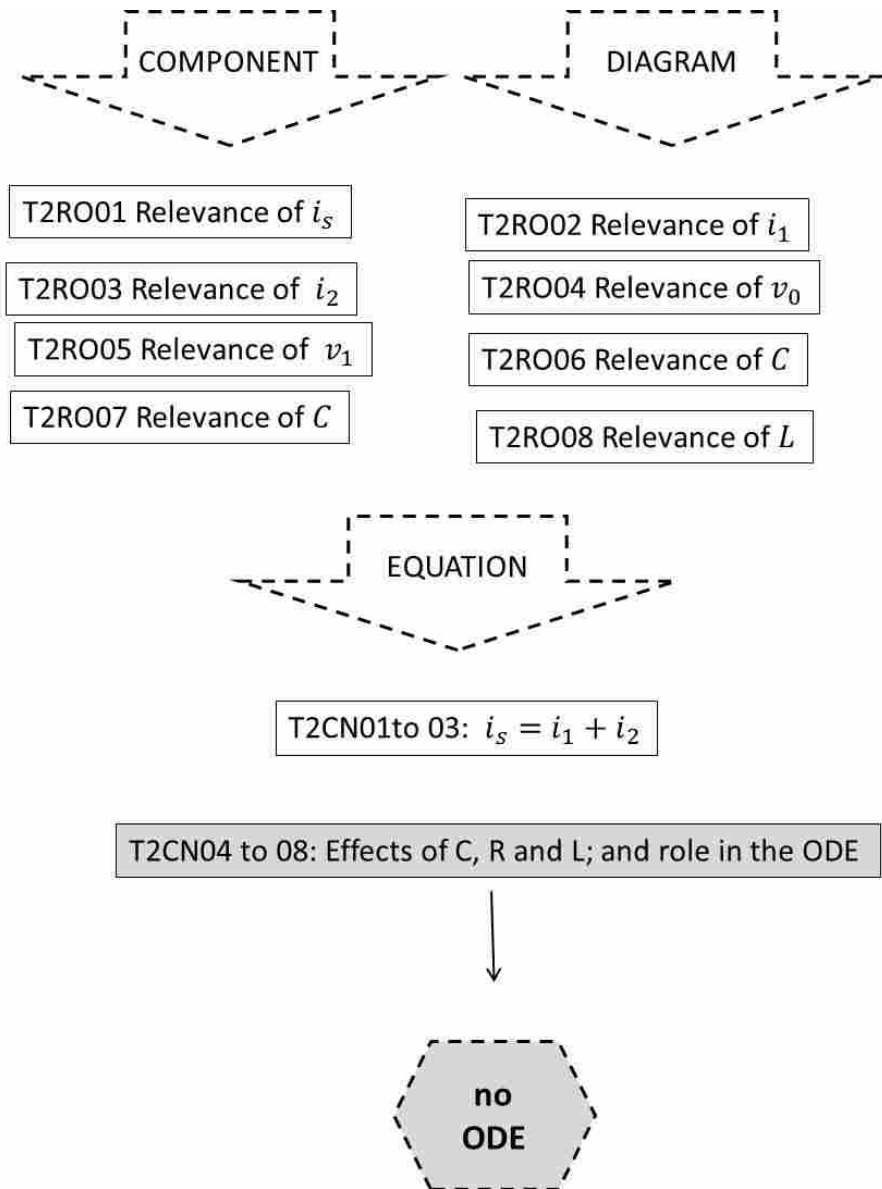 COMPONENT
DIAGRAM
T2RO01 Relevance of $i_s$
T2RO02 Relevance of $i_1$
T2RO03 Relevance of $i_2$
T2RO04 Relevance of $v_0$
T2RO05 Relevance of $v_1$
T2RO06 Relevance of $C$
T2RO07 Relevance of $C$
T2RO08 Relevance of $L$
EQUATION
T2CN01to 03: $i_s = i_1 + i_2$
T2CN04 to 08: Effects of C, R and L; and role in the ODE
no
ODE